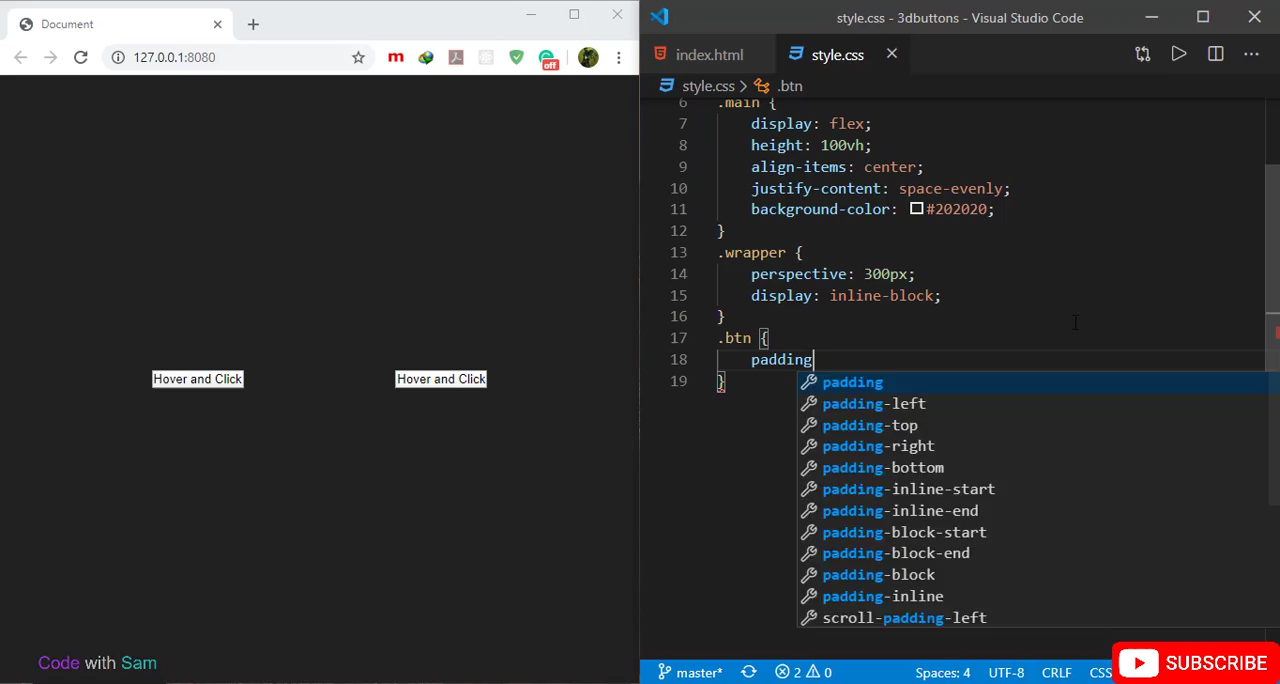 Document
127.0.0.1:8080
off
Hover and Click
Hover and Click
Code with Sam
style.css - 3dbuttons - Visual Studio Code
index.html
style.css
style.css > .btn
6 .main {
7 display: flex;
8 height: 100vh;
9 align-items: center;
10 justify-content: space-evenly;
11 background-color: #202020;
12 }
13 .wrapper {
14 perspective: 300px;
15 display: inline-block;
16 }
17 .btn {
18 padding
19 }
padding
padding-left
padding-top
padding-right
padding-bottom
padding-inline-start
padding-inline-end
padding-block-start
padding-block-end
padding-block
padding-inline
scroll-padding-left
master* 2 0 Spaces: 4 UTF-8 CRLF CSS
SUBSCRIBE